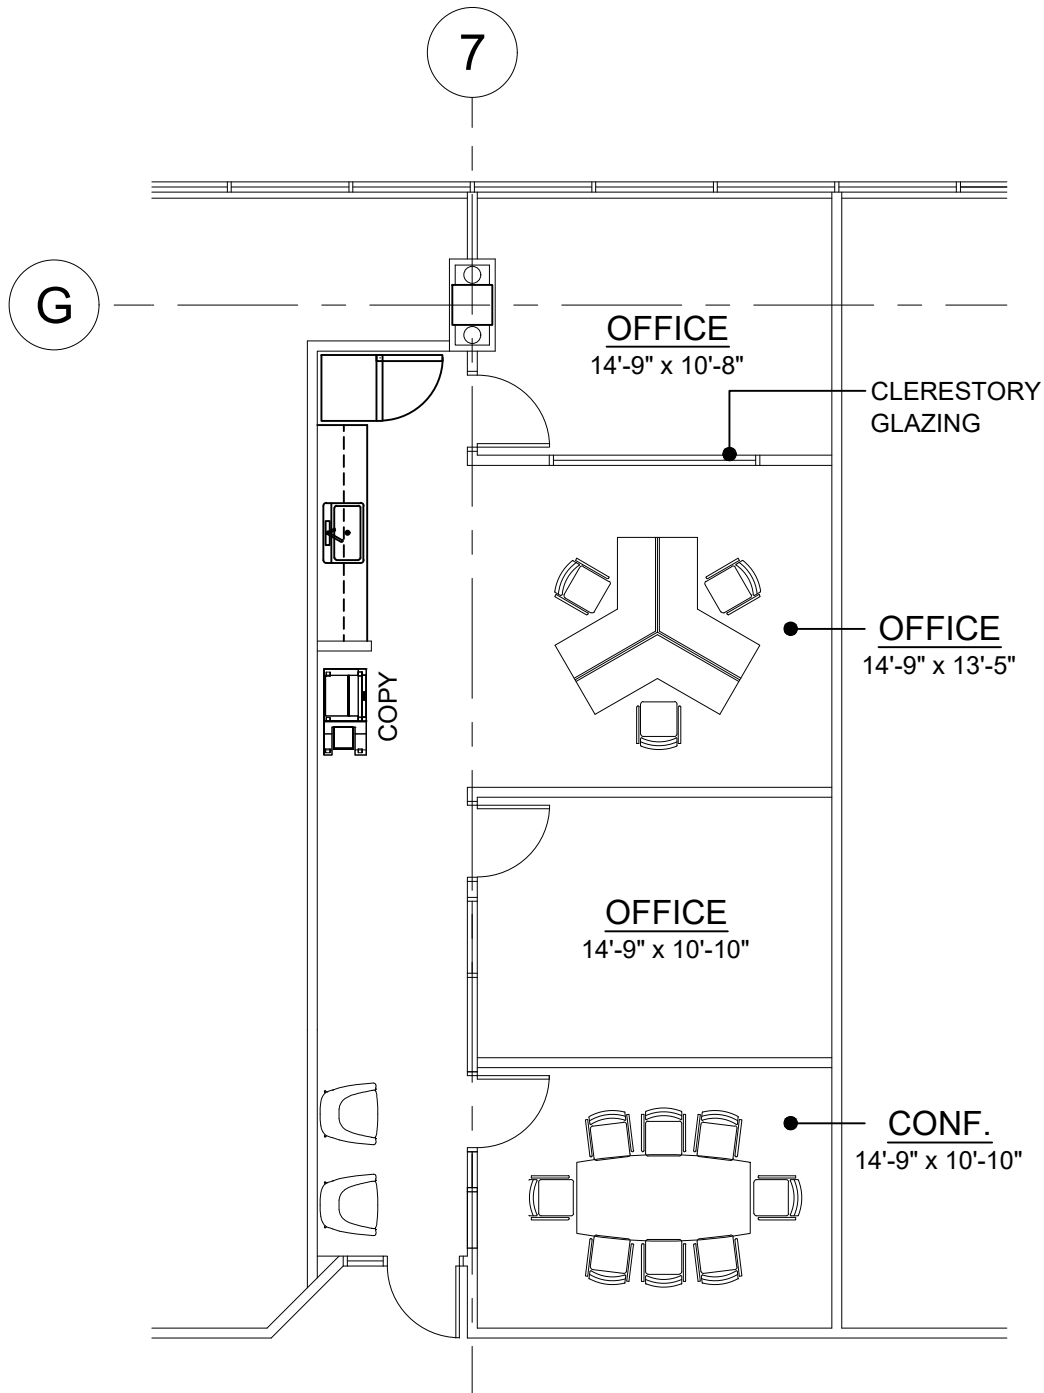 7
G
OFFICE
14'-9" x 10'-8"
CLERESTORY
GLAZING
OFFICE
14'-9" x 13'-5"
COPY
OFFICE
14'-9" x 10'-10"
CONF.
14'-9" x 10'-10"